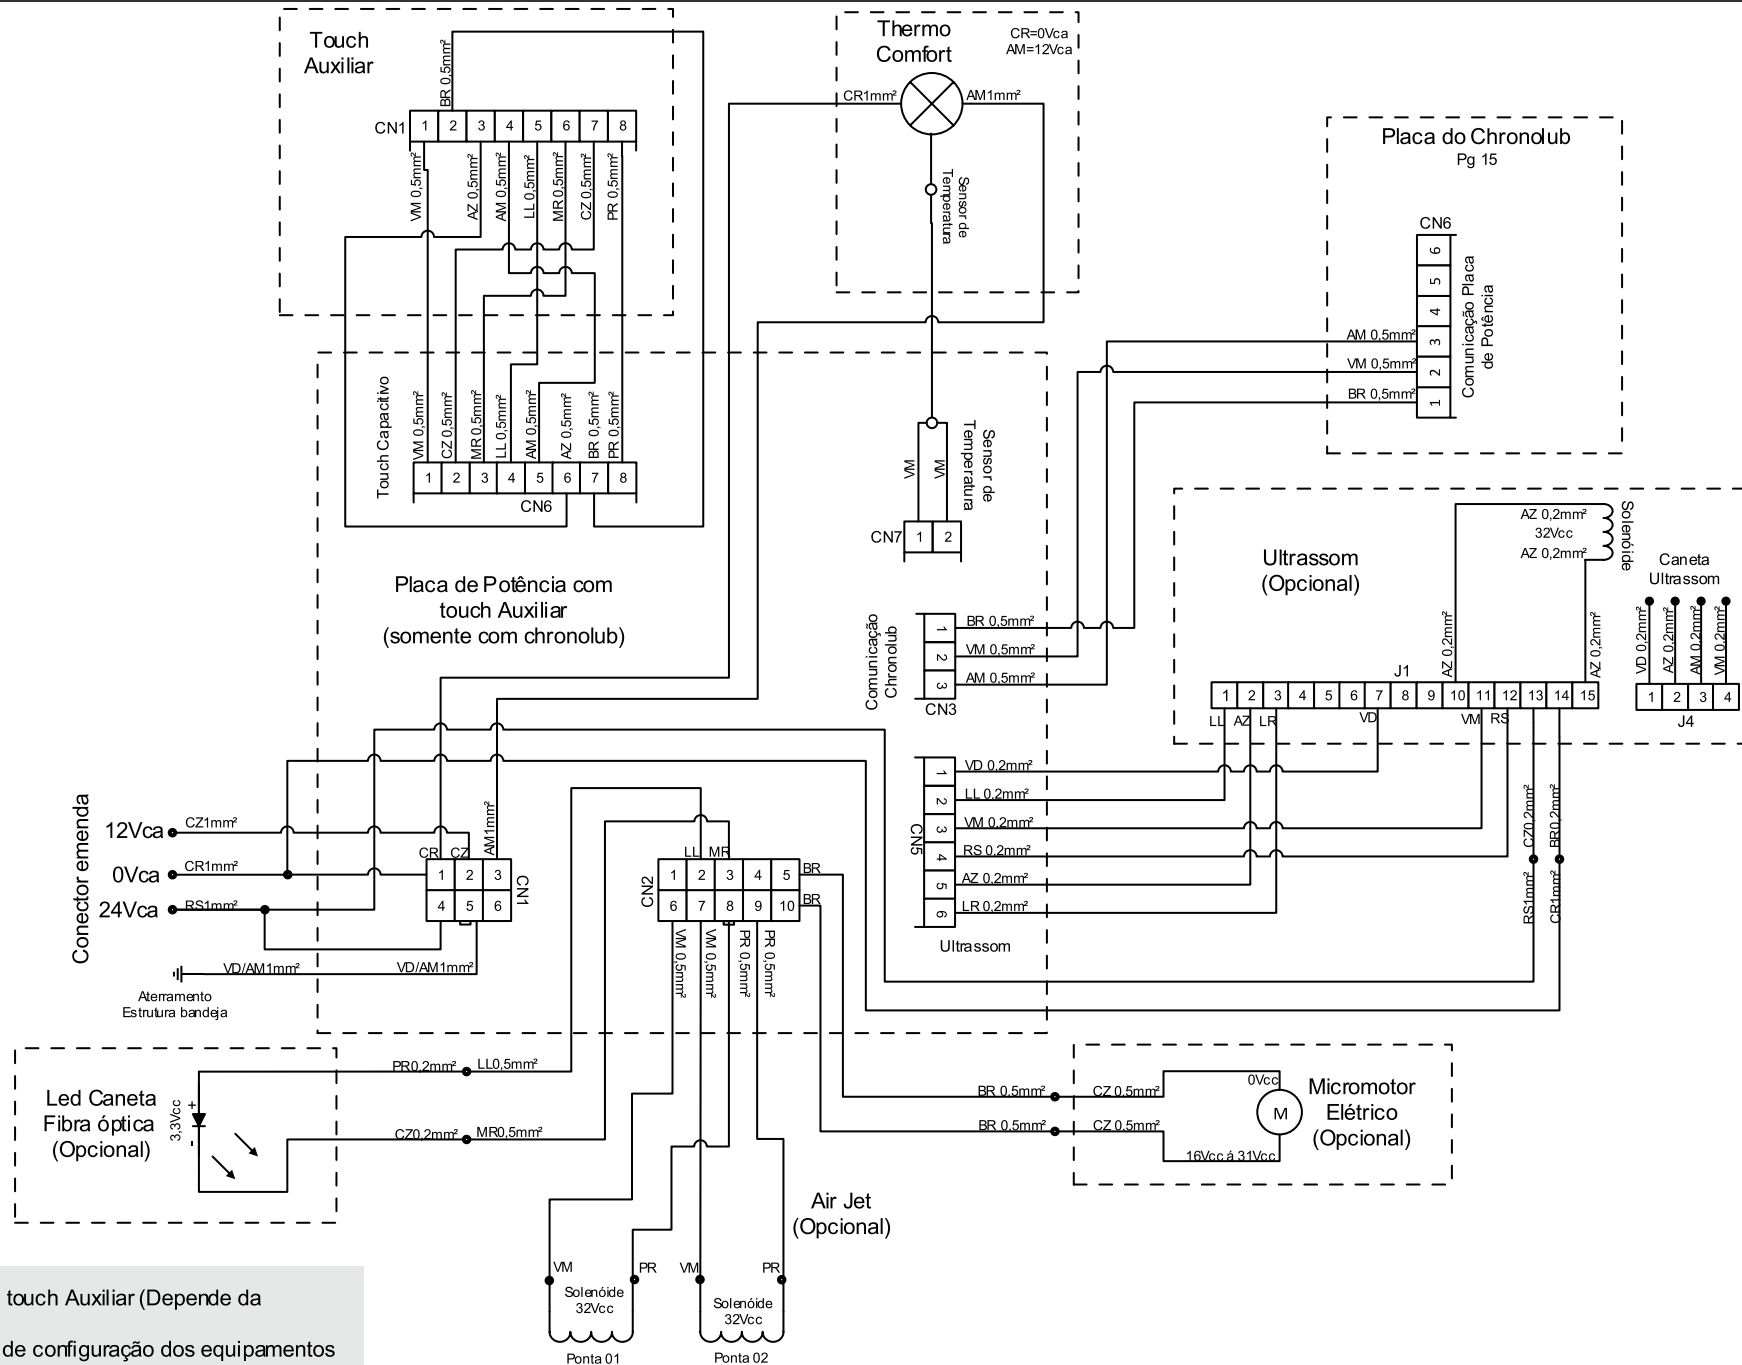 Touch
Auxiliar
BR 0,5mm²
CN1
1 2 3 4 5 6 7 8
VM 0,5mm²
AZ 0,5mm²
AM 0,5mm²
LL 0,5mm²
MR 0,5mm²
CZ 0,5mm²
PR 0,5mm²
Thermo
Comfort
CR=0Vca
AM=12Vca
CR1mm²
AM1mm²
Sensor de
Temperatura
Placa do Chronolub
Pg 15
CN6
6
5
4
3
2
1
Comunicação Placa
de Potência
AM 0,5mm²
VM 0,5mm²
BR 0,5mm²
Touch Capacitivo
VM 0,5mm²
CZ 0,5mm²
MR 0,5mm²
LL 0,5mm²
AM 0,5mm²
AZ 0,5mm²
BR 0,5mm²
PR 0,5mm²
1 2 3 4 5 6 7 8
CN6
VM
VM
Sensor de
Temperatura
CN7
1 2
Placa de Potência com
touch Auxiliar
(somente com chronolub)
Comunicação
Chronolub
1
2
3
CN3
BR 0,5mm²
VM 0,5mm²
AM 0,5mm²
Ultrassom
(Opcional)
AZ 0,2mm²
32Vcc
AZ 0,2mm²
Solenóide
AZ 0,2mm²
AZ 0,2mm²
Caneta
Ultrassom
VD 0,2mm²
AZ 0,2mm²
AM 0,2mm²
VM 0,2mm²
J1
1 2 3 4 5 6 7 8 9 10 11 12 13 14 15
LL AZ LR VD VM RS
1 2 3 4
J4
CN5
1
2
3
4
5
6
VD 0,2mm²
LL 0,2mm²
VM 0,2mm²
RS 0,2mm²
AZ 0,2mm²
LR 0,2mm²
Ultrassom
CZ0,2mm²
BR0,2mm²
RS1mm²
CR1mm²
Conector emenda
12Vca
CZ1mm²
0Vca
CR1mm²
24Vca
RS1mm²
CR CZ
AM1mm²
1 2 3
4 5 6
CN1
VD/AM1mm²
VD/AM1mm²
Aterramento
Estrutura bandeja
LL MR
CN2
1 2 3 4 5
6 7 8 9 10
BR
BR
VM 0,5mm²
VM 0,5mm²
PR 0,5mm²
PR 0,5mm²
Led Caneta
Fibra óptica
(Opcional)
3,3Vcc
+
-
PR0,2mm²
LL0,5mm²
CZ0,2mm²
MR0,5mm²
BR 0,5mm²
CZ 0,5mm²
BR 0,5mm²
CZ 0,5mm²
0Vcc
M
16Vcc á 31Vcc
Micromotor
Elétrico
(Opcional)
Air Jet
(Opcional)
VM
PR
VM
PR
Solenóide
32Vcc
Ponta 01
Solenóide
32Vcc
Ponta 02
touch Auxiliar (Depende da
de configuração dos equipamentos